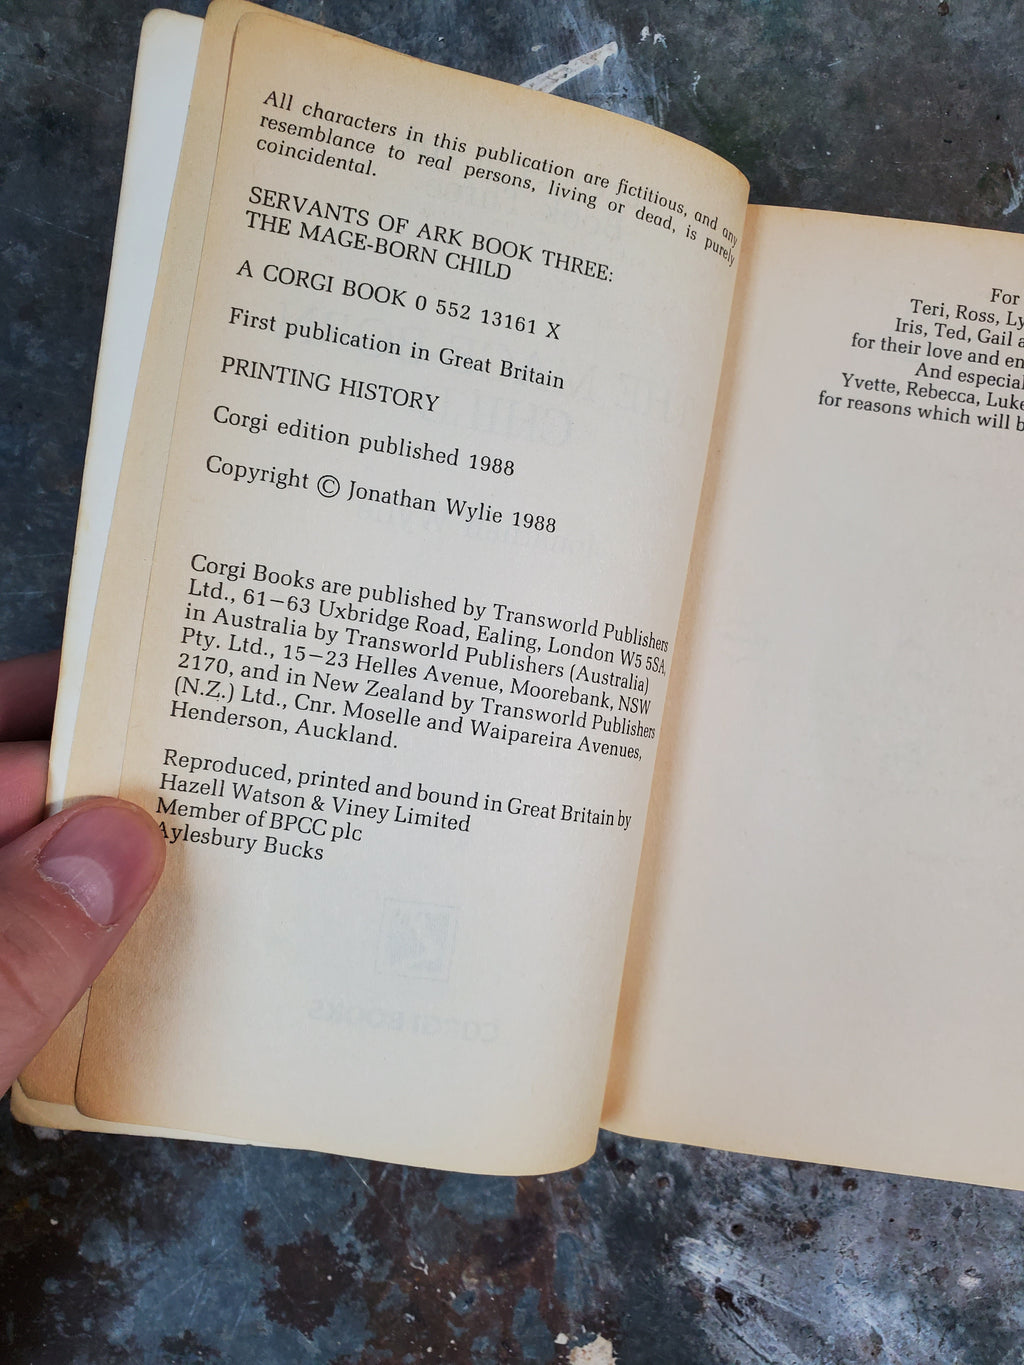 All characters in this publication are fictitious, and any
resemblance to real persons, living or dead, is purely
coincidental.
SERVANTS OF ARK BOOK THREE:
THE MAGE-BORN CHILD
A CORGI BOOK 0 552 13161 X
First publication in Great Britain
PRINTING HISTORY
Corgi edition published 1988
Copyright © Jonathan Wylie 1988
Corgi Books are published by Transworld Publishers
Ltd., 61–63 Uxbridge Road, Ealing, London W5 5SA,
in Australia by Transworld Publishers (Australia)
Pty. Ltd., 15–23 Helles Avenue, Moorebank, NSW
2170, and in New Zealand by Transworld Publishers
(N.Z.) Ltd., Cnr. Moselle and Waipareira Avenues,
Henderson, Auckland.
Reproduced, printed and bound in Great Britain by
Hazell Watson & Viney Limited
Member of BPCC plc
Aylesbury Bucks
For
Teri, Ross, Ly
Iris, Ted, Gail a
for their love and en
And especial
Yvette, Rebecca, Luke
for reasons which will b